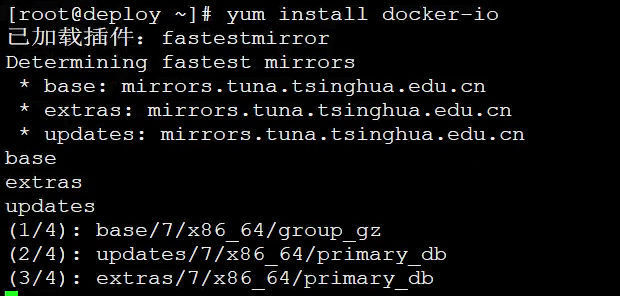 [root@deploy ~]# yum install docker-io
已加载插件：fastestmirror
Determining fastest mirrors
 * base: mirrors.tuna.tsinghua.edu.cn
 * extras: mirrors.tuna.tsinghua.edu.cn
 * updates: mirrors.tuna.tsinghua.edu.cn
base
extras
updates
(1/4): base/7/x86_64/group_gz
(2/4): updates/7/x86_64/primary_db
(3/4): extras/7/x86_64/primary_db